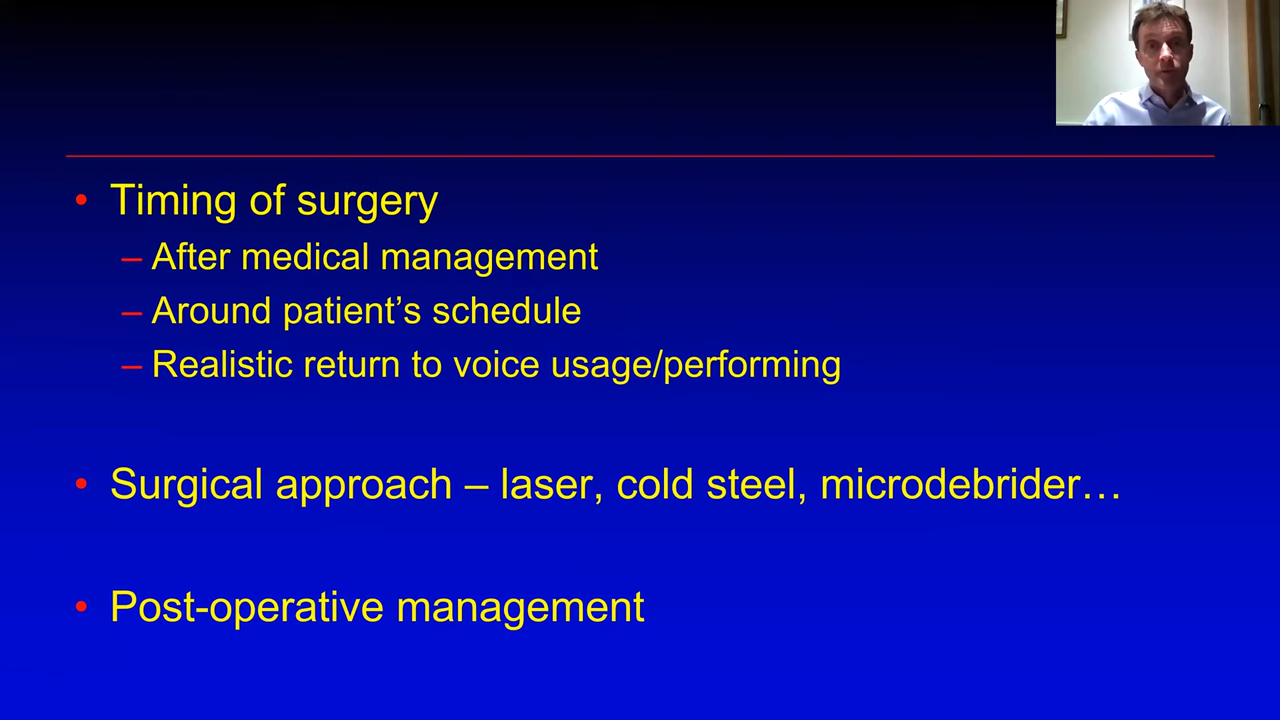 • Timing of surgery
– After medical management
– Around patient’s schedule
– Realistic return to voice usage/performing
• Surgical approach – laser, cold steel, microdebrider…
• Post-operative management